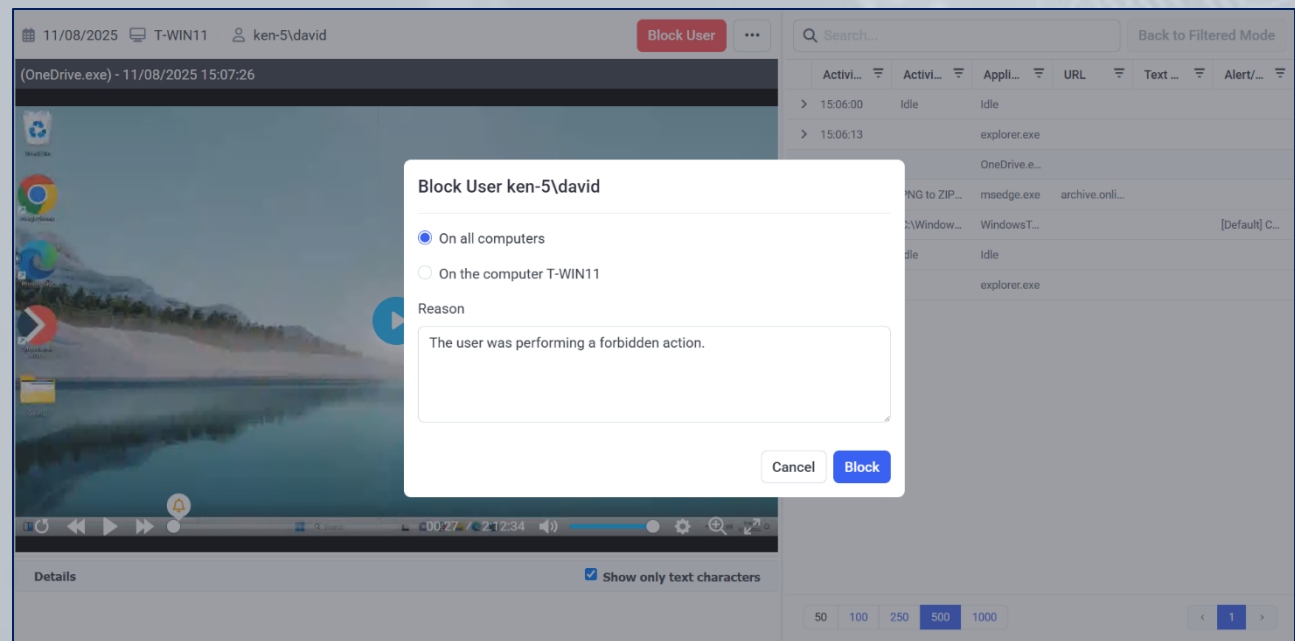 11/08/2025 T-WIN11 ken-5\david Block User ...
Search... Back to Filtered Mode
(OneDrive.exe) - 11/08/2025 15:07:26
Activi... Activi... Appli... URL Text ... Alert/...
15:06:00 Idle Idle
15:06:13 explorer.exe
OneDrive.e...
PNG to ZIP... msedge.exe archive.onli...
C:\Window... WindowsT... [Default] C...
Idle Idle
explorer.exe
Block User ken-5\david
On all computers
On the computer T-WIN11
Reason
The user was performing a forbidden action.
Cancel Block
00:27 / 2:12:34
Details Show only text characters
50 100 250 500 1000 1